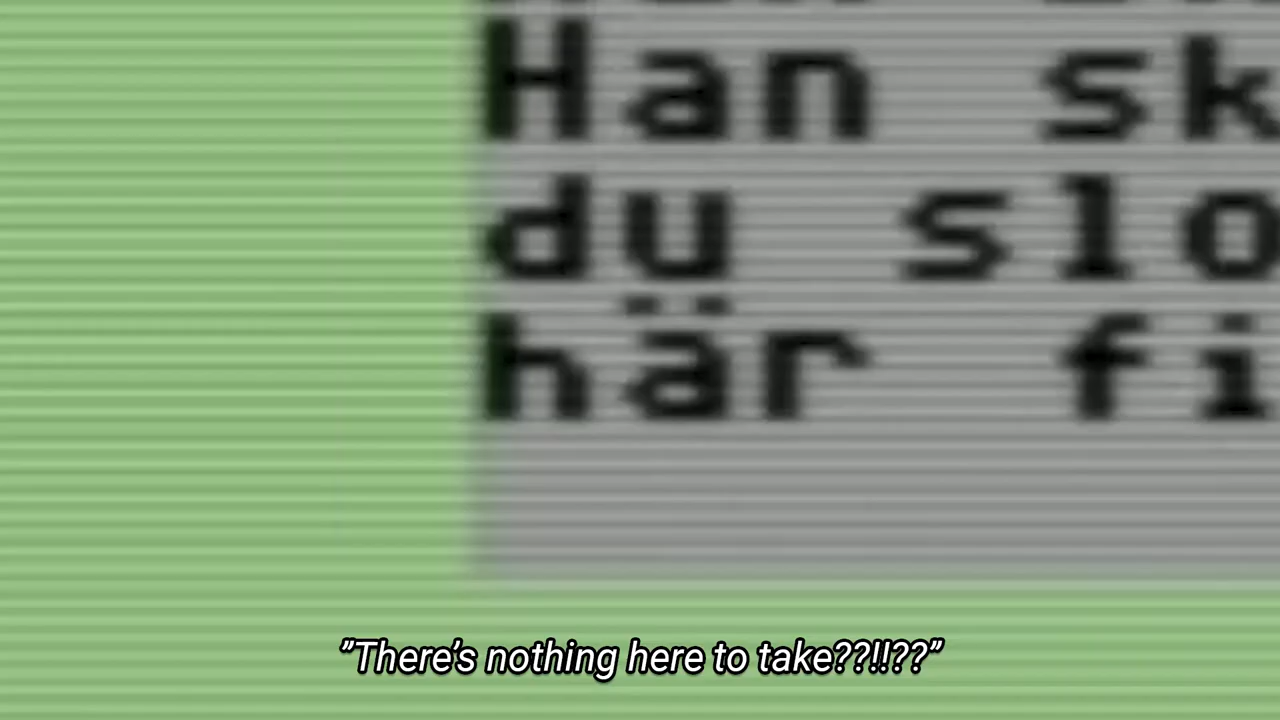 Han sk
du slo
här fi
”There’s nothing here to take??!!??”